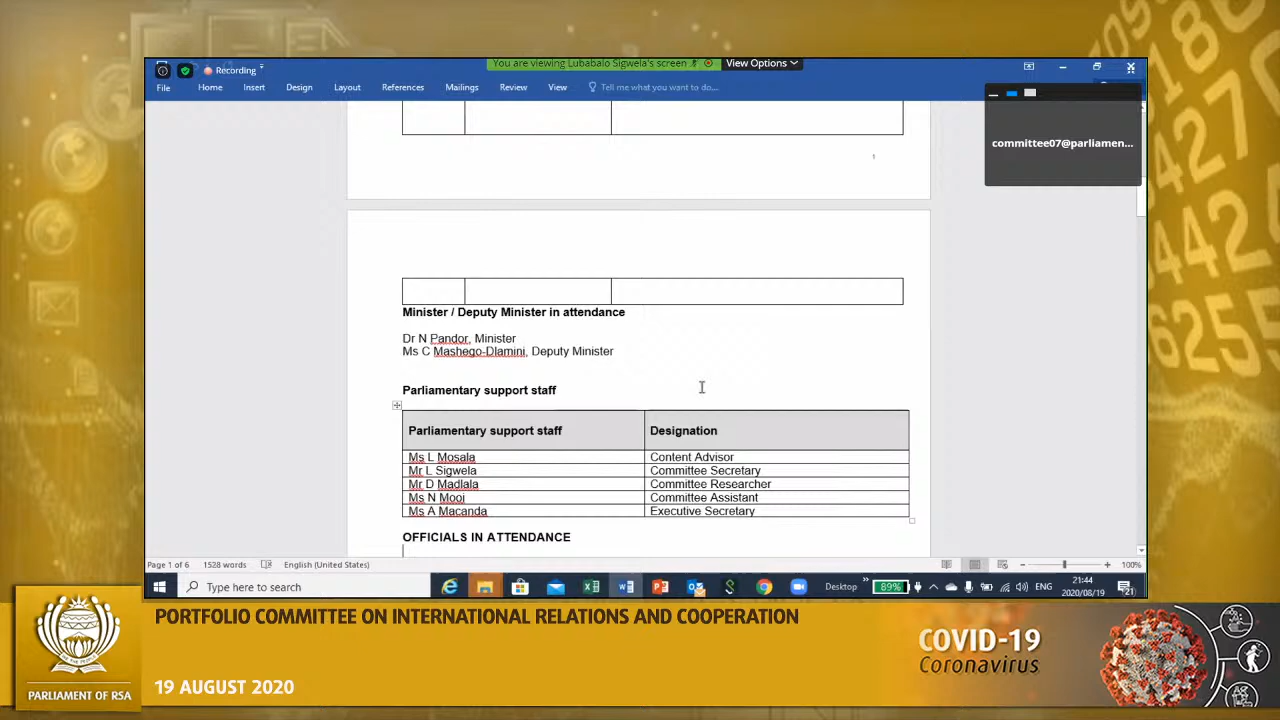 You are viewing Lubabalo Sigwela's screen
View Options
Recording
File Home Insert Design Layout References Mailings Review View Tell me what you want to do...
committee07@parliamen...
1
Minister / Deputy Minister in attendance
Dr N Pandor, Minister
Ms C Mashego-Dlamini, Deputy Minister
Parliamentary support staff
Parliamentary support staff Designation
Ms L Mosala Content Advisor
Mr L Sigwela Committee Secretary
Mr D Madlala Committee Researcher
Ms N Mooi Committee Assistant
Ms A Macanda Executive Secretary
OFFICIALS IN ATTENDANCE
Page 1 of 6 1528 words English (United States) 100%
Type here to search Desktop 89% ENG 21:44
2020/08/19 21
PORTFOLIO COMMITTEE ON INTERNATIONAL RELATIONS AND COOPERATION
19 AUGUST 2020
PARLIAMENT OF RSA
COVID-19
Coronavirus